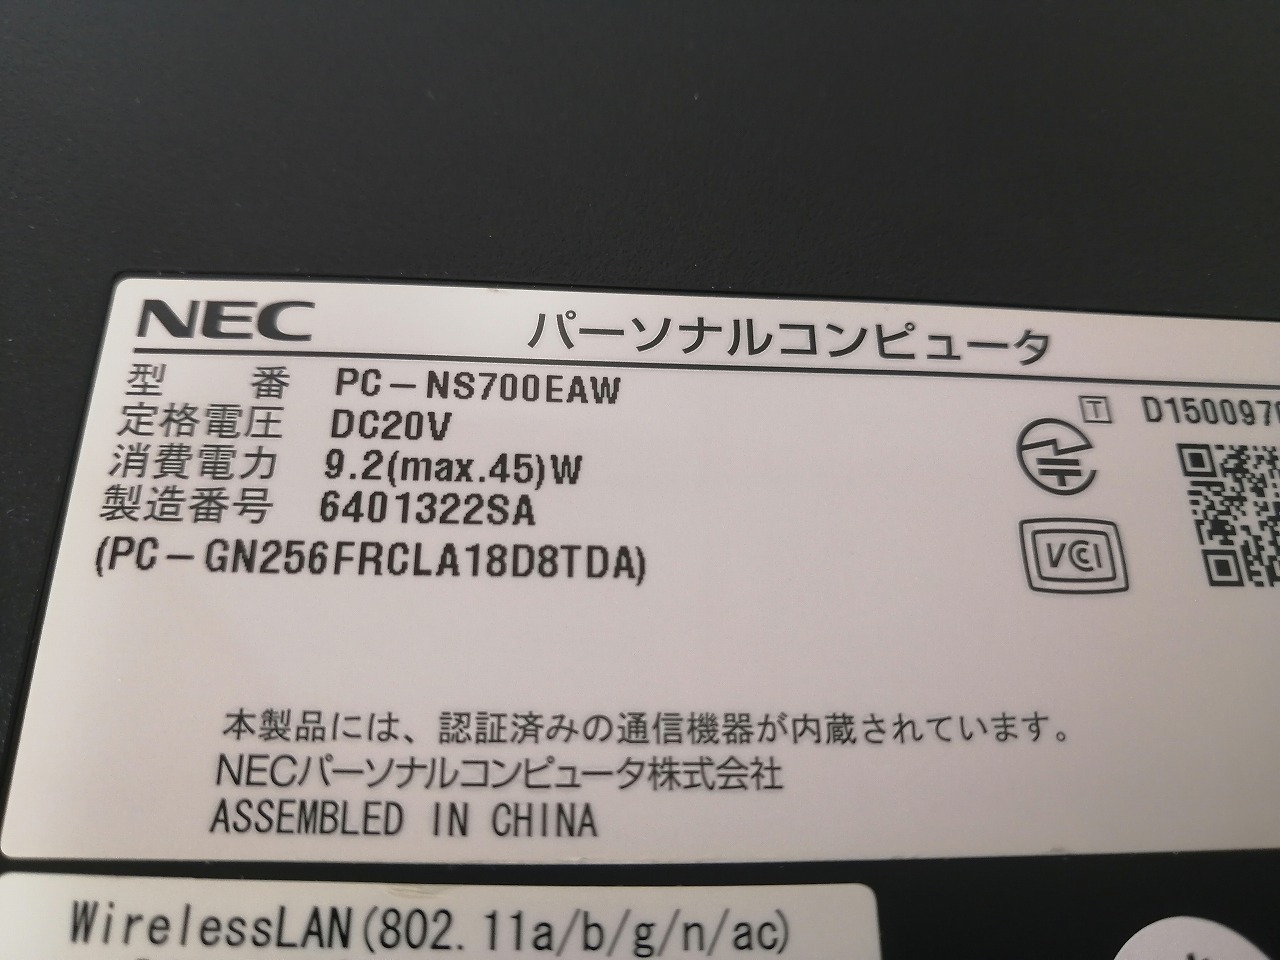 NEC パーソナルコンピュータ
型番 PC-NS700EAW
定格電圧 DC20V
消費電力 9.2(max.45)W
製造番号 6401322SA
(PC-GN256FRCLA18D8TDA)
T D150097
VCCI
本製品には、認証済みの通信機器が内蔵されています。
NECパーソナルコンピュータ株式会社
ASSEMBLED IN CHINA
WirelessLAN(802.11a/b/g/n/ac)